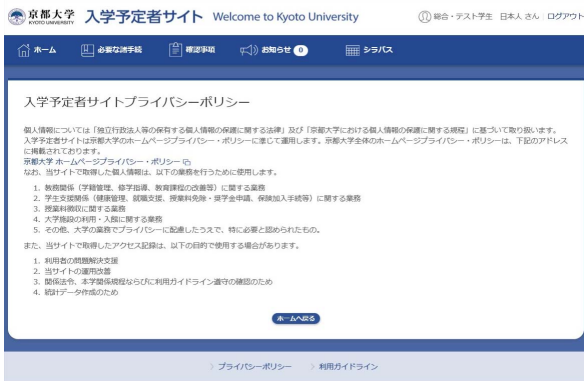 京都大学 入学予定者サイト Welcome to Kyoto University 総合・テスト学生 日本人 さん ログアウト
KYOTO UNIVERSITY
ホーム 必要な諸手続 確認事項 お知らせ 0 シラバス
入学予定者サイトプライバシーポリシー
個人情報については「独立行政法人等の保有する個人情報の保護に関する法律」及び「京都大学における個人情報の保護に関する規程」に基づいて取り扱います。
入学予定者サイトは京都大学のホームページプライバシー・ポリシーに準じて運用します。京都大学全体のホームページプライバシー・ポリシーは、下記のアドレス
に掲載されております。
京都大学 ホームページプライバシー・ポリシー
なお、当サイトで取得した個人情報は、以下の業務を行うために使用します。
1. 教務関係（学籍管理、修学指導、教育課程の改善等）に関する業務
2. 学生支援関係（健康管理、就職支援、授業料免除・奨学金申請、保険加入手続等）に関する業務
3. 授業料徴収に関する業務
4. 大学施設の利用・入館に関する業務
5. その他、大学の業務でプライバシーに配慮したうえで、特に必要と認められたもの。
また、当サイトで取得したアクセス記録は、以下の目的で使用する場合があります。
1. 利用者の問題解決支援
2. 当サイトの運用改善
3. 関係法令、本学関係規程ならびに利用ガイドライン遵守の確認のため
4. 統計データ作成のため
ホームへ戻る
プライバシーポリシー 利用ガイドライン